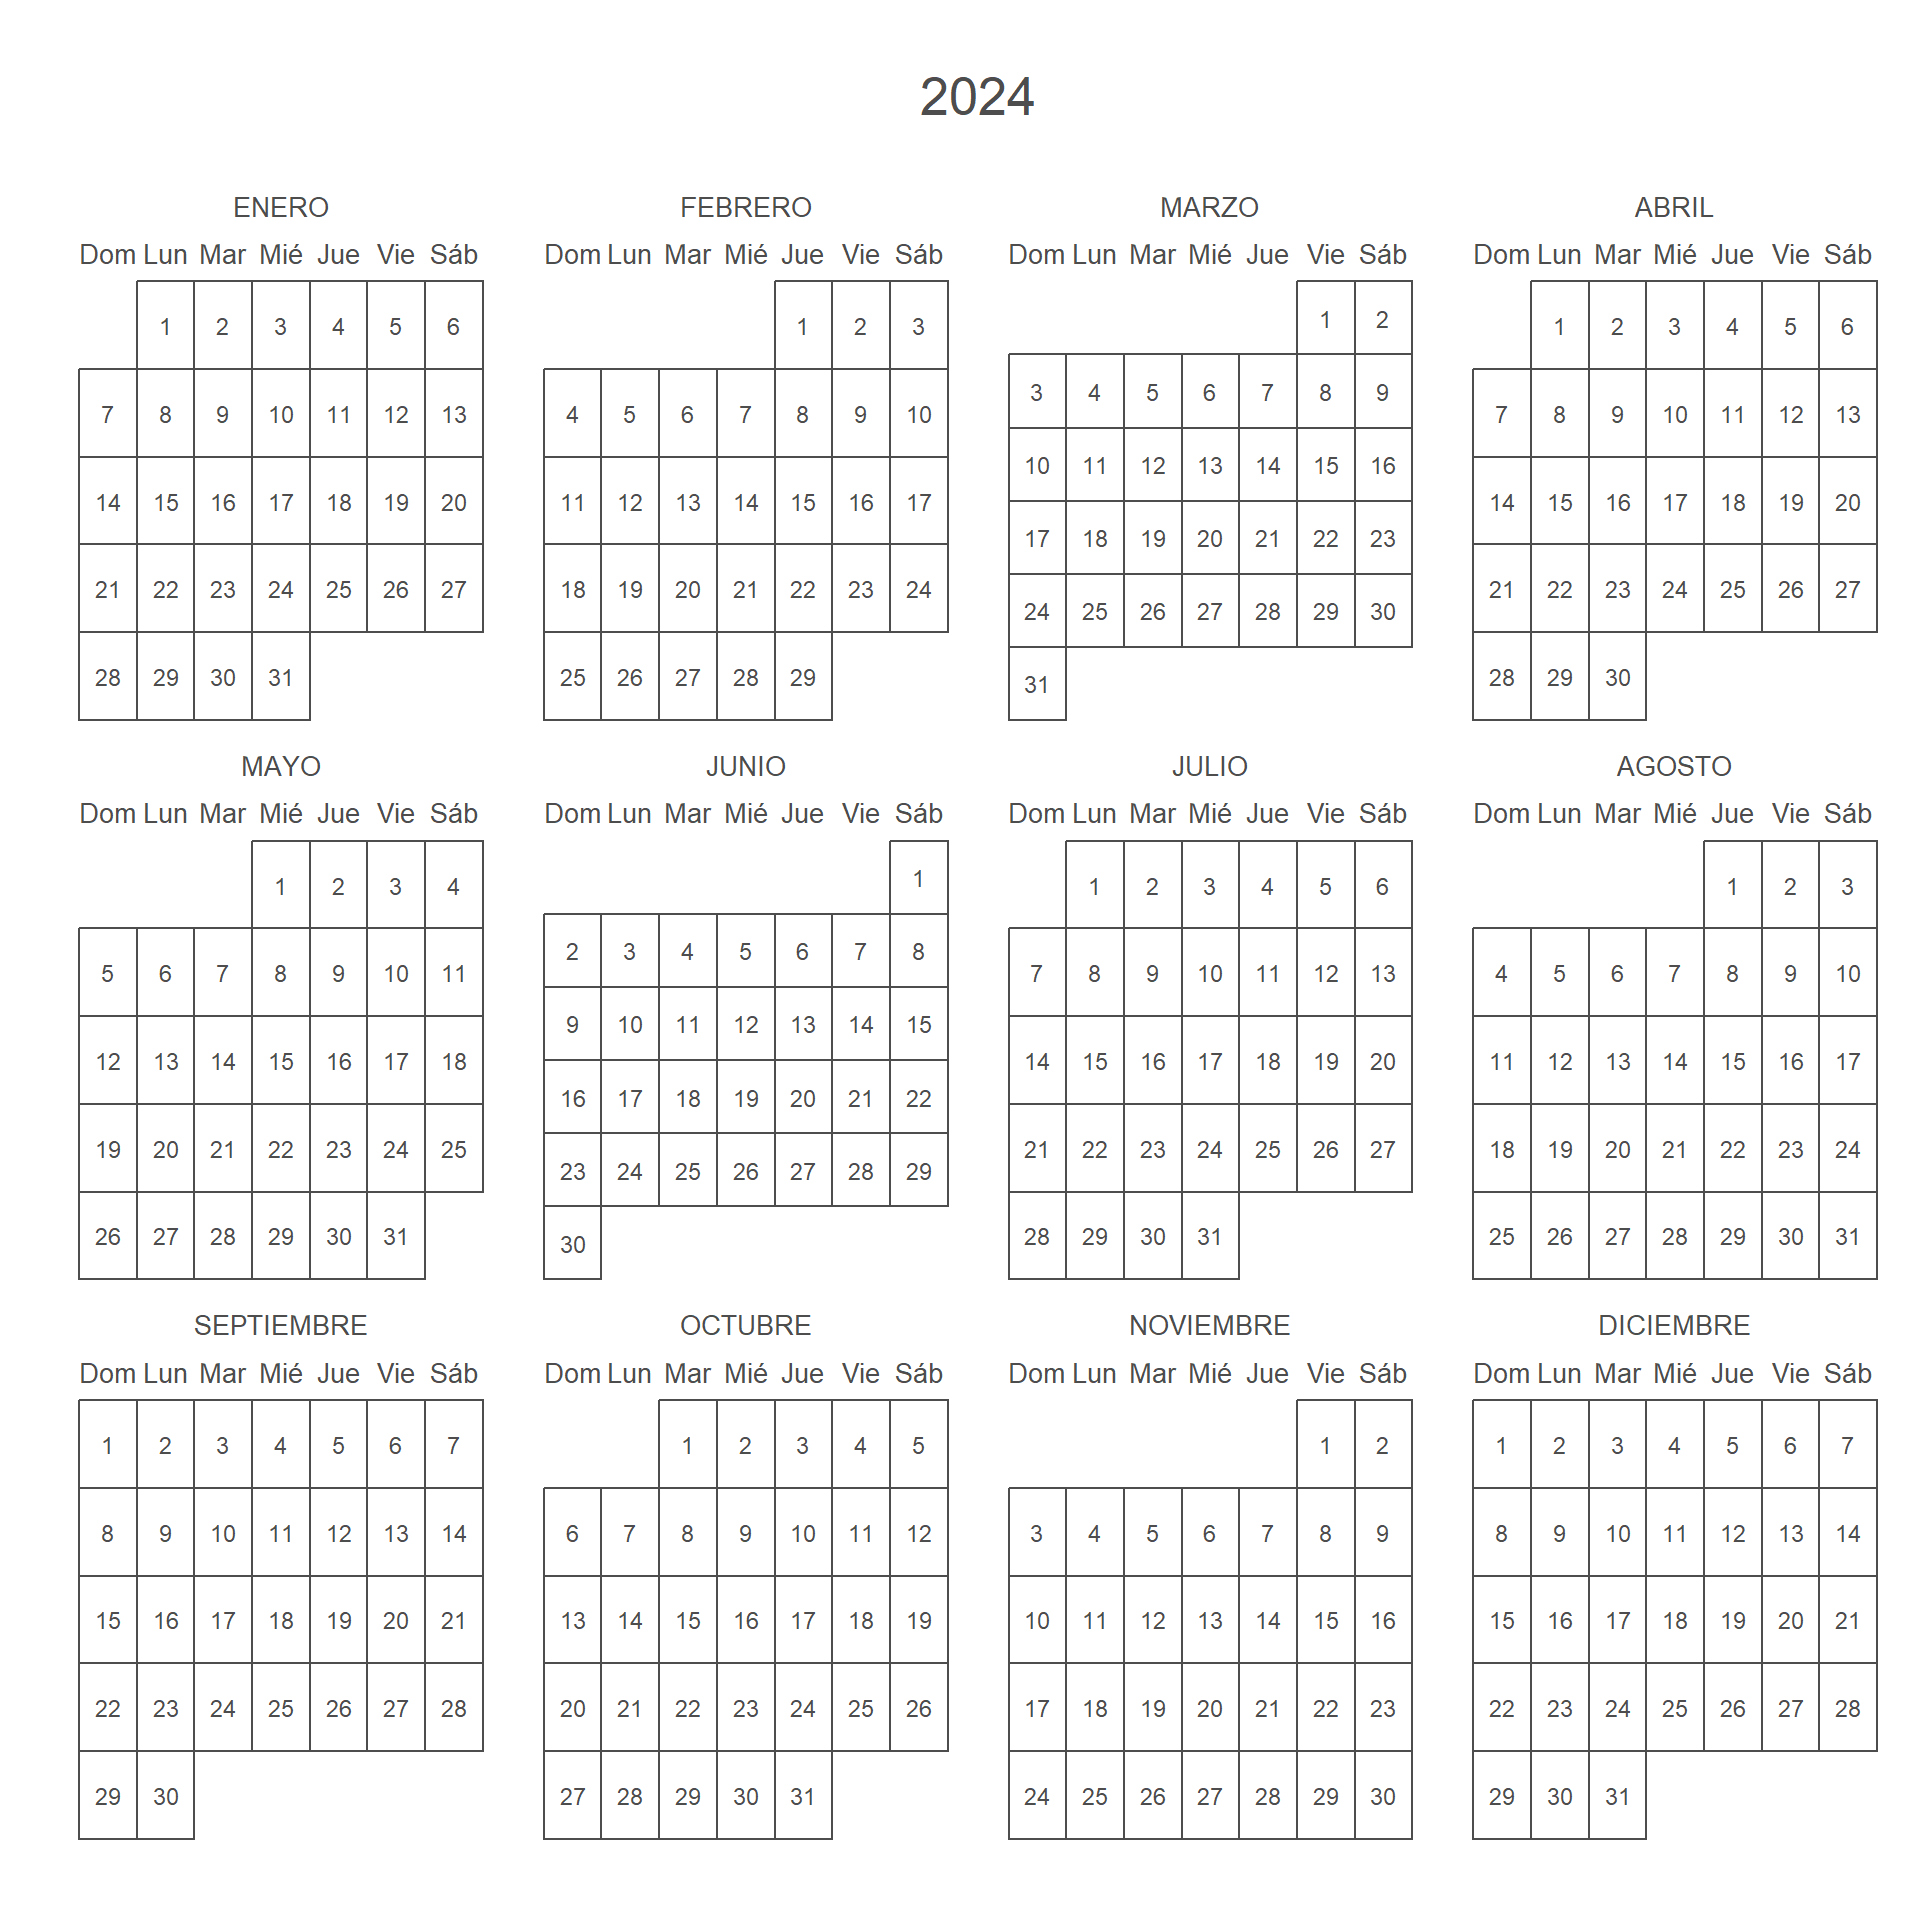 2024
ENERO
Dom Lun Mar Mié Jue Vie Sáb
1 2 3 4 5 6
7 8 9 10 11 12 13
14 15 16 17 18 19 20
21 22 23 24 25 26 27
28 29 30 31
FEBRERO
Dom Lun Mar Mié Jue Vie Sáb
1 2 3
4 5 6 7 8 9 10
11 12 13 14 15 16 17
18 19 20 21 22 23 24
25 26 27 28 29
MARZO
Dom Lun Mar Mié Jue Vie Sáb
1 2
3 4 5 6 7 8 9
10 11 12 13 14 15 16
17 18 19 20 21 22 23
24 25 26 27 28 29 30
31
ABRIL
Dom Lun Mar Mié Jue Vie Sáb
1 2 3 4 5 6
7 8 9 10 11 12 13
14 15 16 17 18 19 20
21 22 23 24 25 26 27
28 29 30
MAYO
Dom Lun Mar Mié Jue Vie Sáb
1 2 3 4
5 6 7 8 9 10 11
12 13 14 15 16 17 18
19 20 21 22 23 24 25
26 27 28 29 30 31
JUNIO
Dom Lun Mar Mié Jue Vie Sáb
1
2 3 4 5 6 7 8
9 10 11 12 13 14 15
16 17 18 19 20 21 22
23 24 25 26 27 28 29
30
JULIO
Dom Lun Mar Mié Jue Vie Sáb
1 2 3 4 5 6
7 8 9 10 11 12 13
14 15 16 17 18 19 20
21 22 23 24 25 26 27
28 29 30 31
AGOSTO
Dom Lun Mar Mié Jue Vie Sáb
1 2 3
4 5 6 7 8 9 10
11 12 13 14 15 16 17
18 19 20 21 22 23 24
25 26 27 28 29 30 31
SEPTIEMBRE
Dom Lun Mar Mié Jue Vie Sáb
1 2 3 4 5 6 7
8 9 10 11 12 13 14
15 16 17 18 19 20 21
22 23 24 25 26 27 28
29 30
OCTUBRE
Dom Lun Mar Mié Jue Vie Sáb
1 2 3 4 5
6 7 8 9 10 11 12
13 14 15 16 17 18 19
20 21 22 23 24 25 26
27 28 29 30 31
NOVIEMBRE
Dom Lun Mar Mié Jue Vie Sáb
1 2
3 4 5 6 7 8 9
10 11 12 13 14 15 16
17 18 19 20 21 22 23
24 25 26 27 28 29 30
DICIEMBRE
Dom Lun Mar Mié Jue Vie Sáb
1 2 3 4 5 6 7
8 9 10 11 12 13 14
15 16 17 18 19 20 21
22 23 24 25 26 27 28
29 30 31